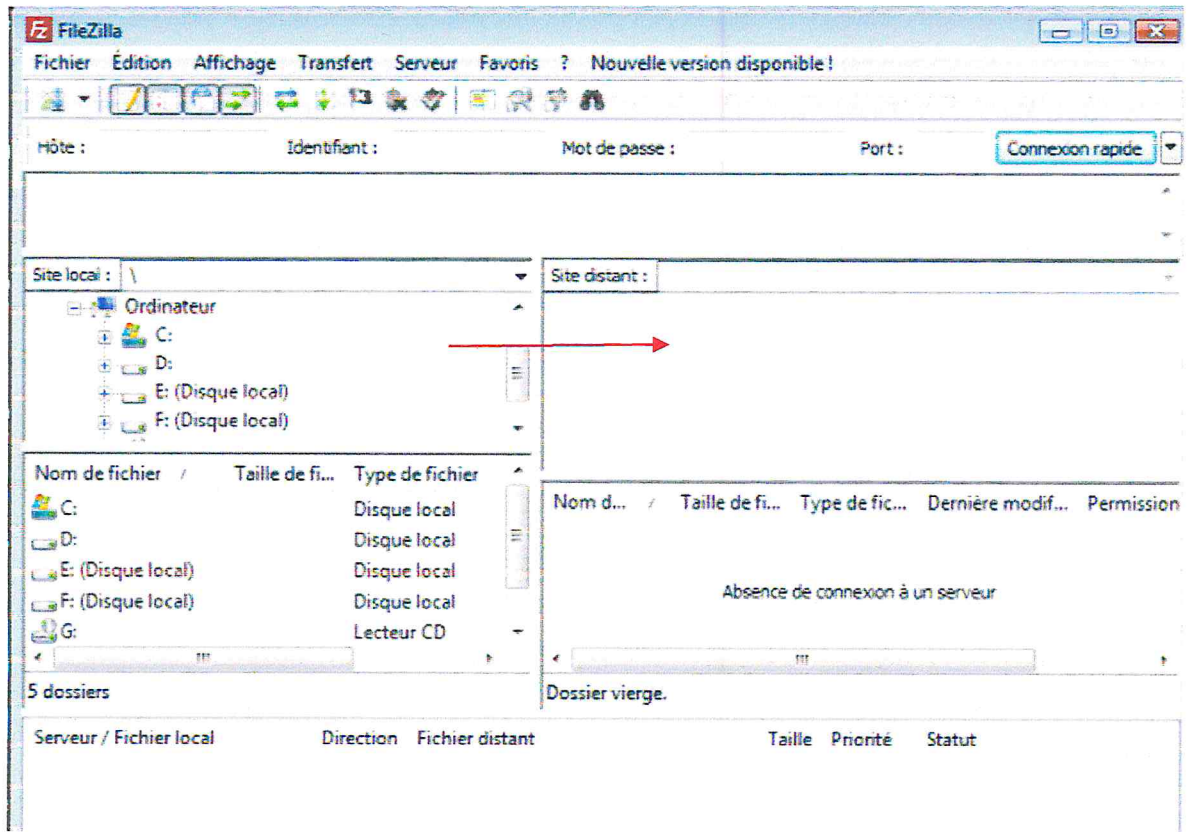 FileZilla
Fichier Édition Affichage Transfert Serveur Favoris ? Nouvelle version disponible !
Hôte : Identifiant : Mot de passe : Port : Connexion rapide
Site local : \
Site distant :
Ordinateur
C:
D:
E: (Disque local)
F: (Disque local)
Nom de fichier / Taille de fi... Type de fichier
C: Disque local
D: Disque local
E: (Disque local) Disque local
F: (Disque local) Disque local
G: Lecteur CD
5 dossiers
Nom d... / Taille de fi... Type de fic... Dernière modif... Permission
Absence de connexion à un serveur
Dossier vierge.
Serveur / Fichier local Direction Fichier distant Taille Priorité Statut